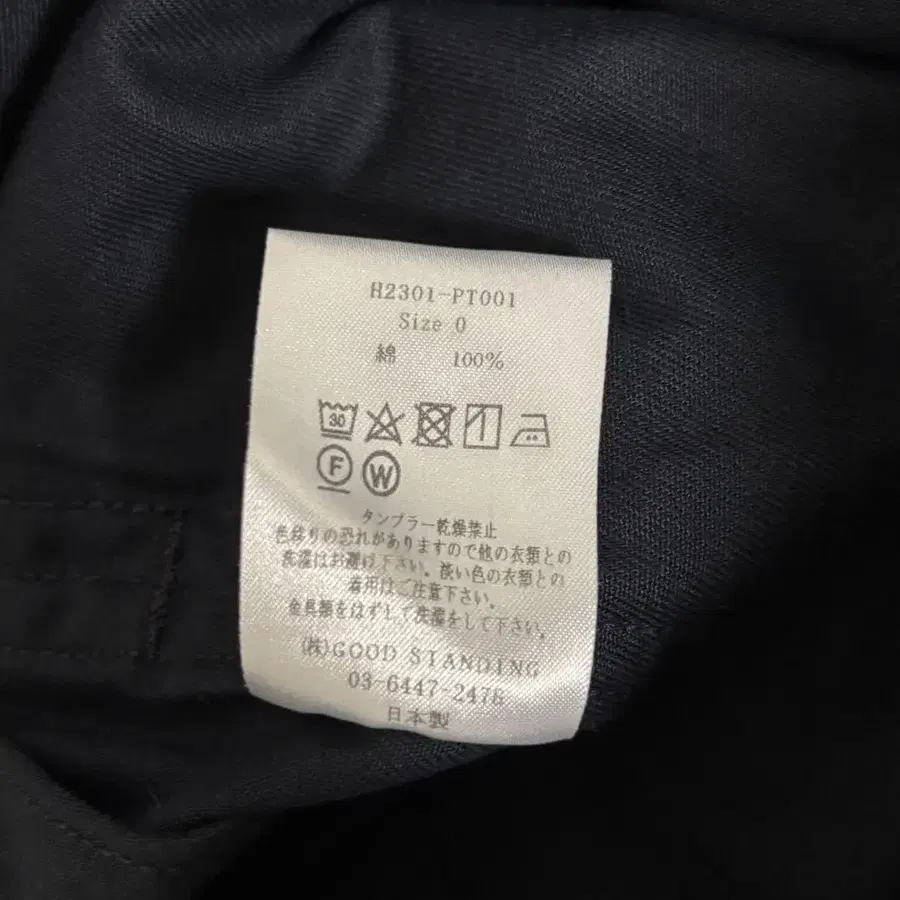 H2301-PT001
Size 0
綿 100%
30
F W
タンブラー乾燥禁止
色移りの恐れがありますので他の衣類との
洗濯はお避け下さい。淡い色の衣類との
着用はご注意下さい。
金具類をはずして洗濯をして下さい。
(株)GOOD STANDING
03-6447-2478
日本製